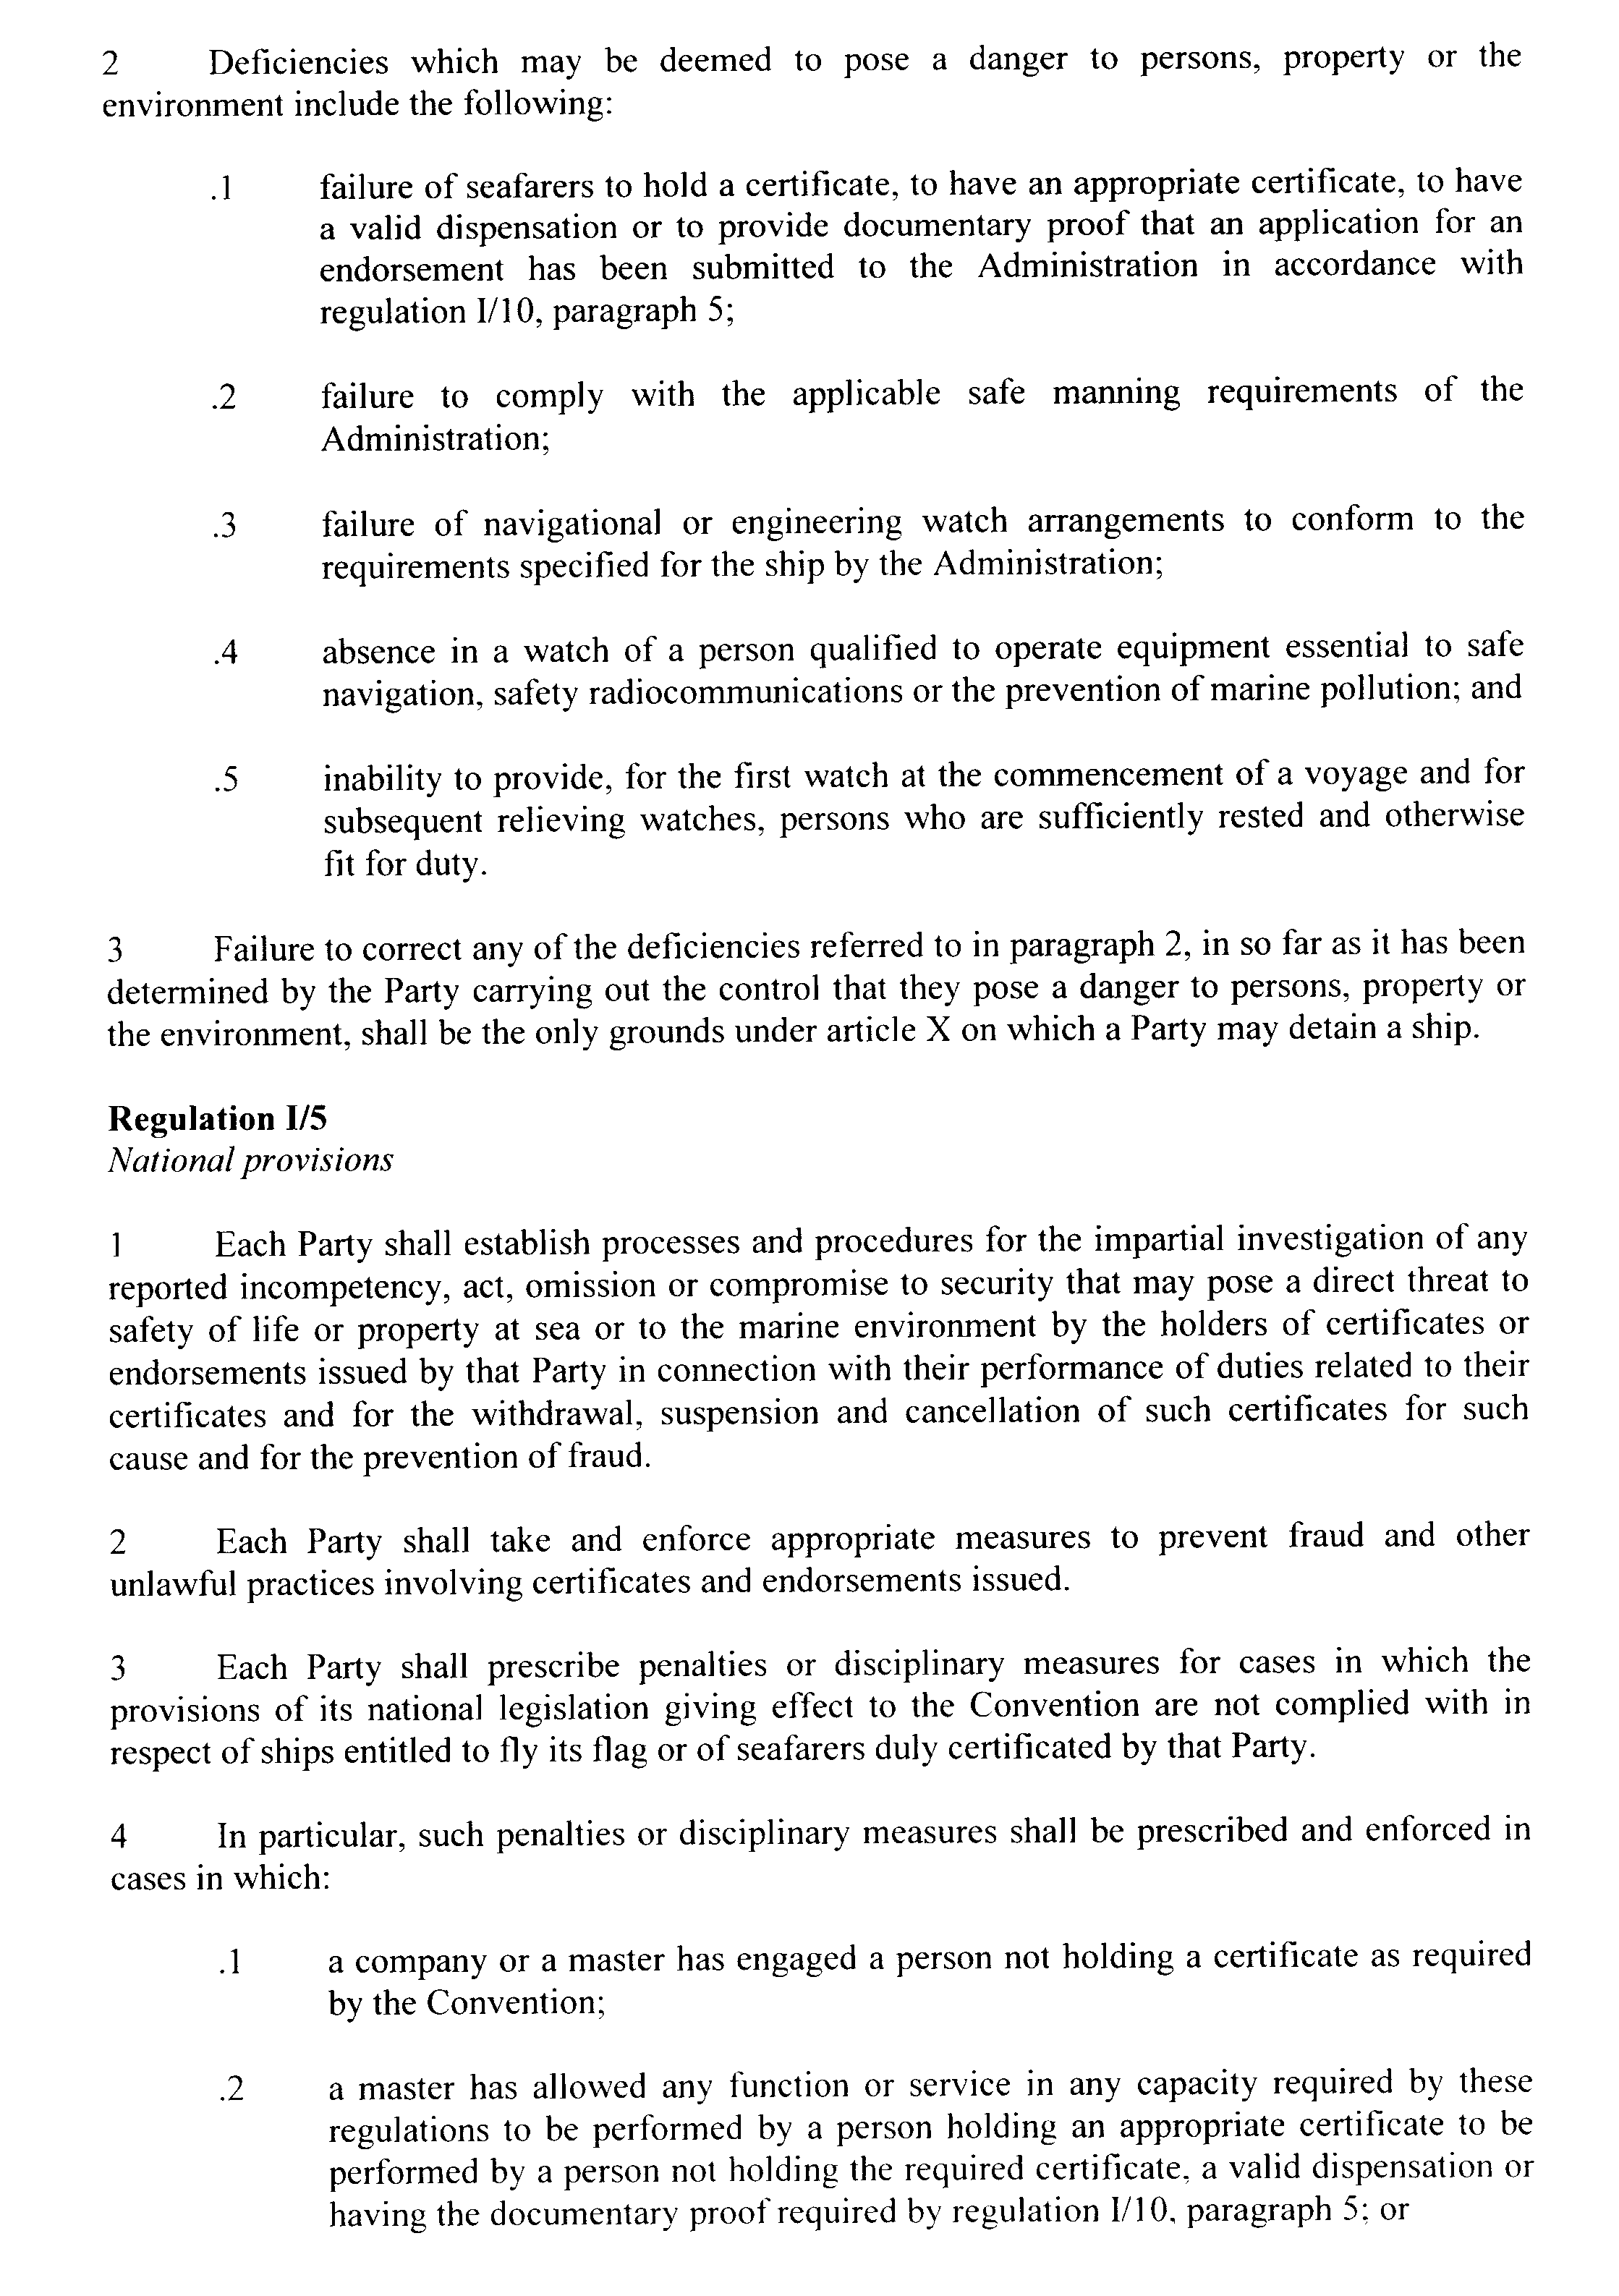 2 Deficiencies which may be deemed to pose a danger to persons, property or the
environment include the following:
.1 failure of seafarers to hold a certificate, to have an appropriate certificate, to have
a valid dispensation or to provide documentary proof that an application for an
endorsement has been submitted to the Administration in accordance with
regulation I/10, paragraph 5;
.2 failure to comply with the applicable safe manning requirements of the
Administration;
.3 failure of navigational or engineering watch arrangements to conform to the
requirements specified for the ship by the Administration;
.4 absence in a watch of a person qualified to operate equipment essential to safe
navigation, safety radiocommunications or the prevention of marine pollution; and
.5 inability to provide, for the first watch at the commencement of a voyage and for
subsequent relieving watches, persons who are sufficiently rested and otherwise
fit for duty.
3 Failure to correct any of the deficiencies referred to in paragraph 2, in so far as it has been
determined by the Party carrying out the control that they pose a danger to persons, property or
the environment, shall be the only grounds under article X on which a Party may detain a ship.
Regulation I/5
National provisions
1 Each Party shall establish processes and procedures for the impartial investigation of any
reported incompetency, act, omission or compromise to security that may pose a direct threat to
safety of life or property at sea or to the marine environment by the holders of certificates or
endorsements issued by that Party in connection with their performance of duties related to their
certificates and for the withdrawal, suspension and cancellation of such certificates for such
cause and for the prevention of fraud.
2 Each Party shall take and enforce appropriate measures to prevent fraud and other
unlawful practices involving certificates and endorsements issued.
3 Each Party shall prescribe penalties or disciplinary measures for cases in which the
provisions of its national legislation giving effect to the Convention are not complied with in
respect of ships entitled to fly its flag or of seafarers duly certificated by that Party.
4 In particular, such penalties or disciplinary measures shall be prescribed and enforced in
cases in which:
.1 a company or a master has engaged a person not holding a certificate as required
by the Convention;
.2 a master has allowed any function or service in any capacity required by these
regulations to be performed by a person holding an appropriate certificate to be
performed by a person not holding the required certificate, a valid dispensation or
having the documentary proof required by regulation I/10, paragraph 5; or